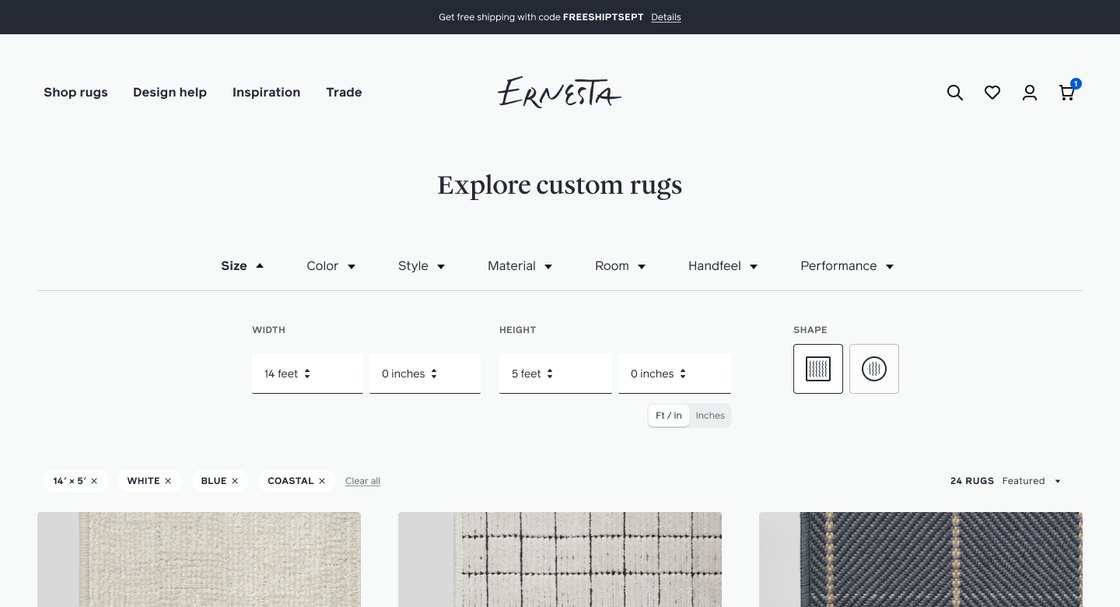 Get free shipping with code FREESHIPTSEPT Details
Shop rugs Design help Inspiration Trade ERNESTA 1
Explore custom rugs
Size Color Style Material Room Handfeel Performance
WIDTH HEIGHT SHAPE
14 feet 0 inches 5 feet 0 inches
Ft / In Inches
14′ × 5′ × WHITE × BLUE × COASTAL × Clear all 24 RUGS Featured